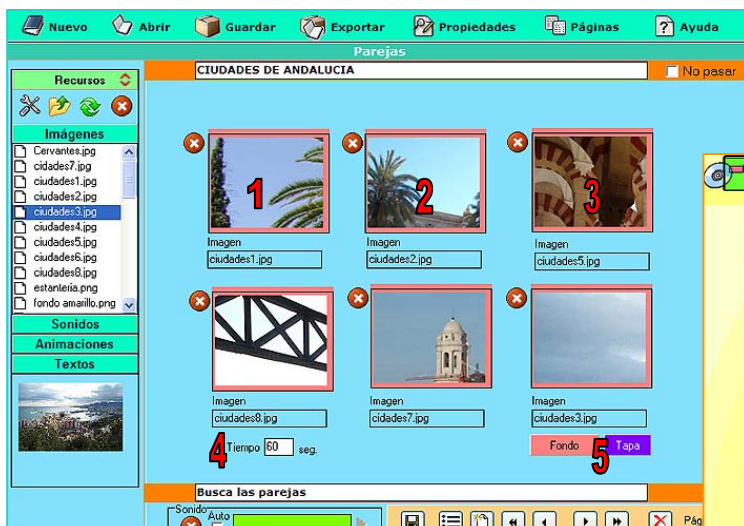 Nuevo Abrir Guardar Exportar Propiedades Páginas Ayuda
Parejas
Recursos
CIUDADES DE ANDALUCIA
No pasar
Imágenes
Cervantes.jpg
cidades7.jpg
ciudades1.jpg
ciudades2.jpg
ciudades3.jpg
ciudades4.jpg
ciudades5.jpg
ciudades6.jpg
ciudades8.jpg
estanteria.png
fondo amarillo.png
Sonidos
Animaciones
Textos
1 2 3
Imagen Imagen Imagen
ciudades1.jpg ciudades2.jpg ciudades5.jpg
Imagen Imagen Imagen
ciudades8.jpg cidades7.jpg ciudades3.jpg
4 Tiempo 60 seg.
Fondo 5 Tapa
Busca las parejas
Sonido
Auto
Pág